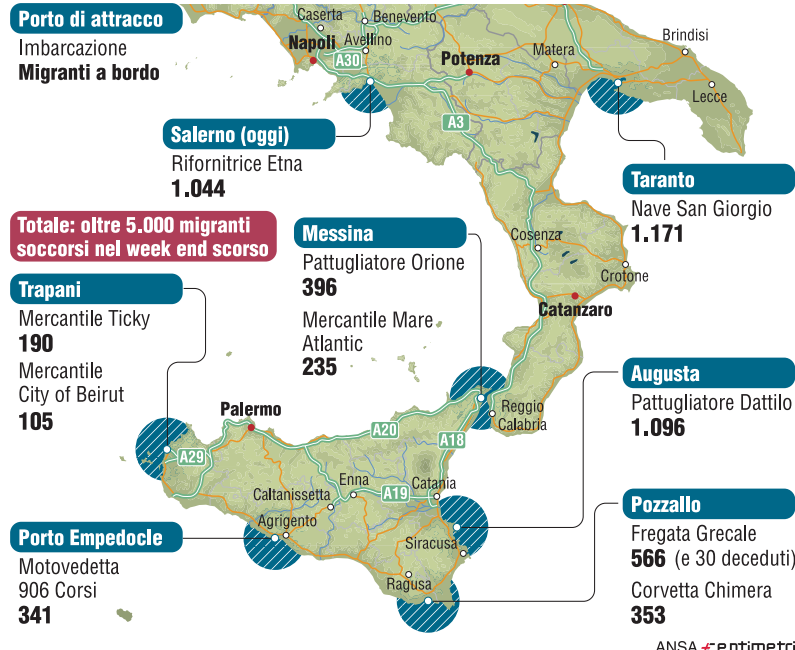 Porto di attracco
Imbarcazione
Migranti a bordo
Caserta
Benevento
Napoli
Avellino
A30
Potenza
Matera
Brindisi
Lecce
A3
Salerno (oggi)
Rifornitrice Etna
1.044
Taranto
Nave San Giorgio
1.171
Totale: oltre 5.000 migranti
soccorsi nel week end scorso
Messina
Pattugliatore Orione
396
Mercantile Mare
Atlantic
235
Cosenza
Crotone
Catanzaro
Trapani
Mercantile Ticky
190
Mercantile
City of Beirut
105
Augusta
Pattugliatore Dattilo
1.096
Palermo
Reggio
Calabria
A20
A18
A29
Enna
Catania
Caltanissetta
A19
Agrigento
Siracusa
Ragusa
Porto Empedocle
Motovedetta
906 Corsi
341
Pozzallo
Fregata Grecale
566 (e 30 deceduti)
Corvetta Chimera
353
ANSA centimetri